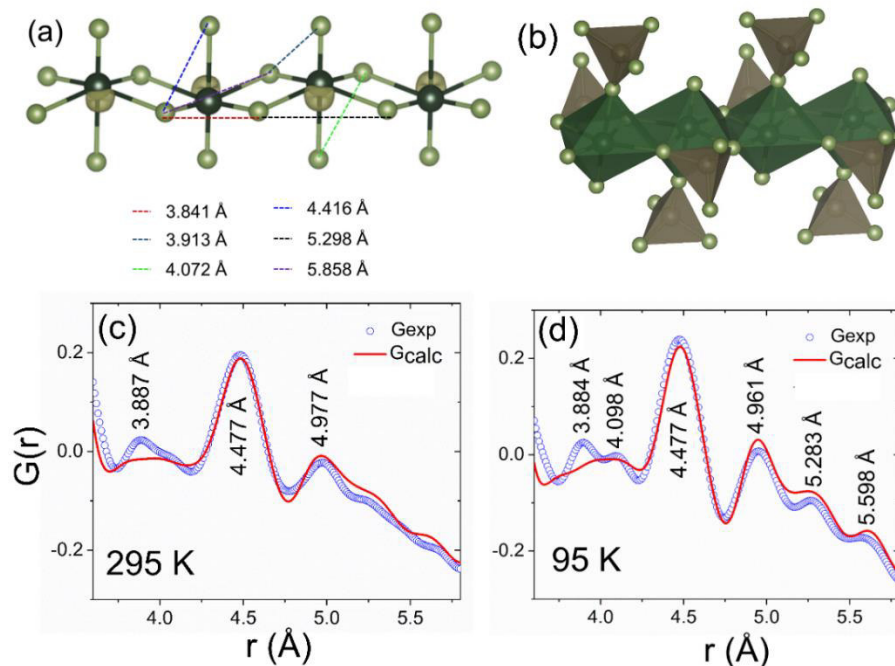 (a)
(b)
3.841 Å
4.416 Å
3.913 Å
5.298 Å
4.072 Å
5.858 Å
(c)
Gexp
Gcalc
3.887 Å
4.477 Å
4.977 Å
0.2
0.0
-0.2
G(r)
295 K
4.0
4.5
5.0
5.5
r (Å)
(d)
Gexp
Gcalc
3.884 Å
4.098 Å
4.477 Å
4.961 Å
5.283 Å
5.598 Å
0.2
0.0
-0.2
95 K
4.0
4.5
5.0
5.5
r (Å)